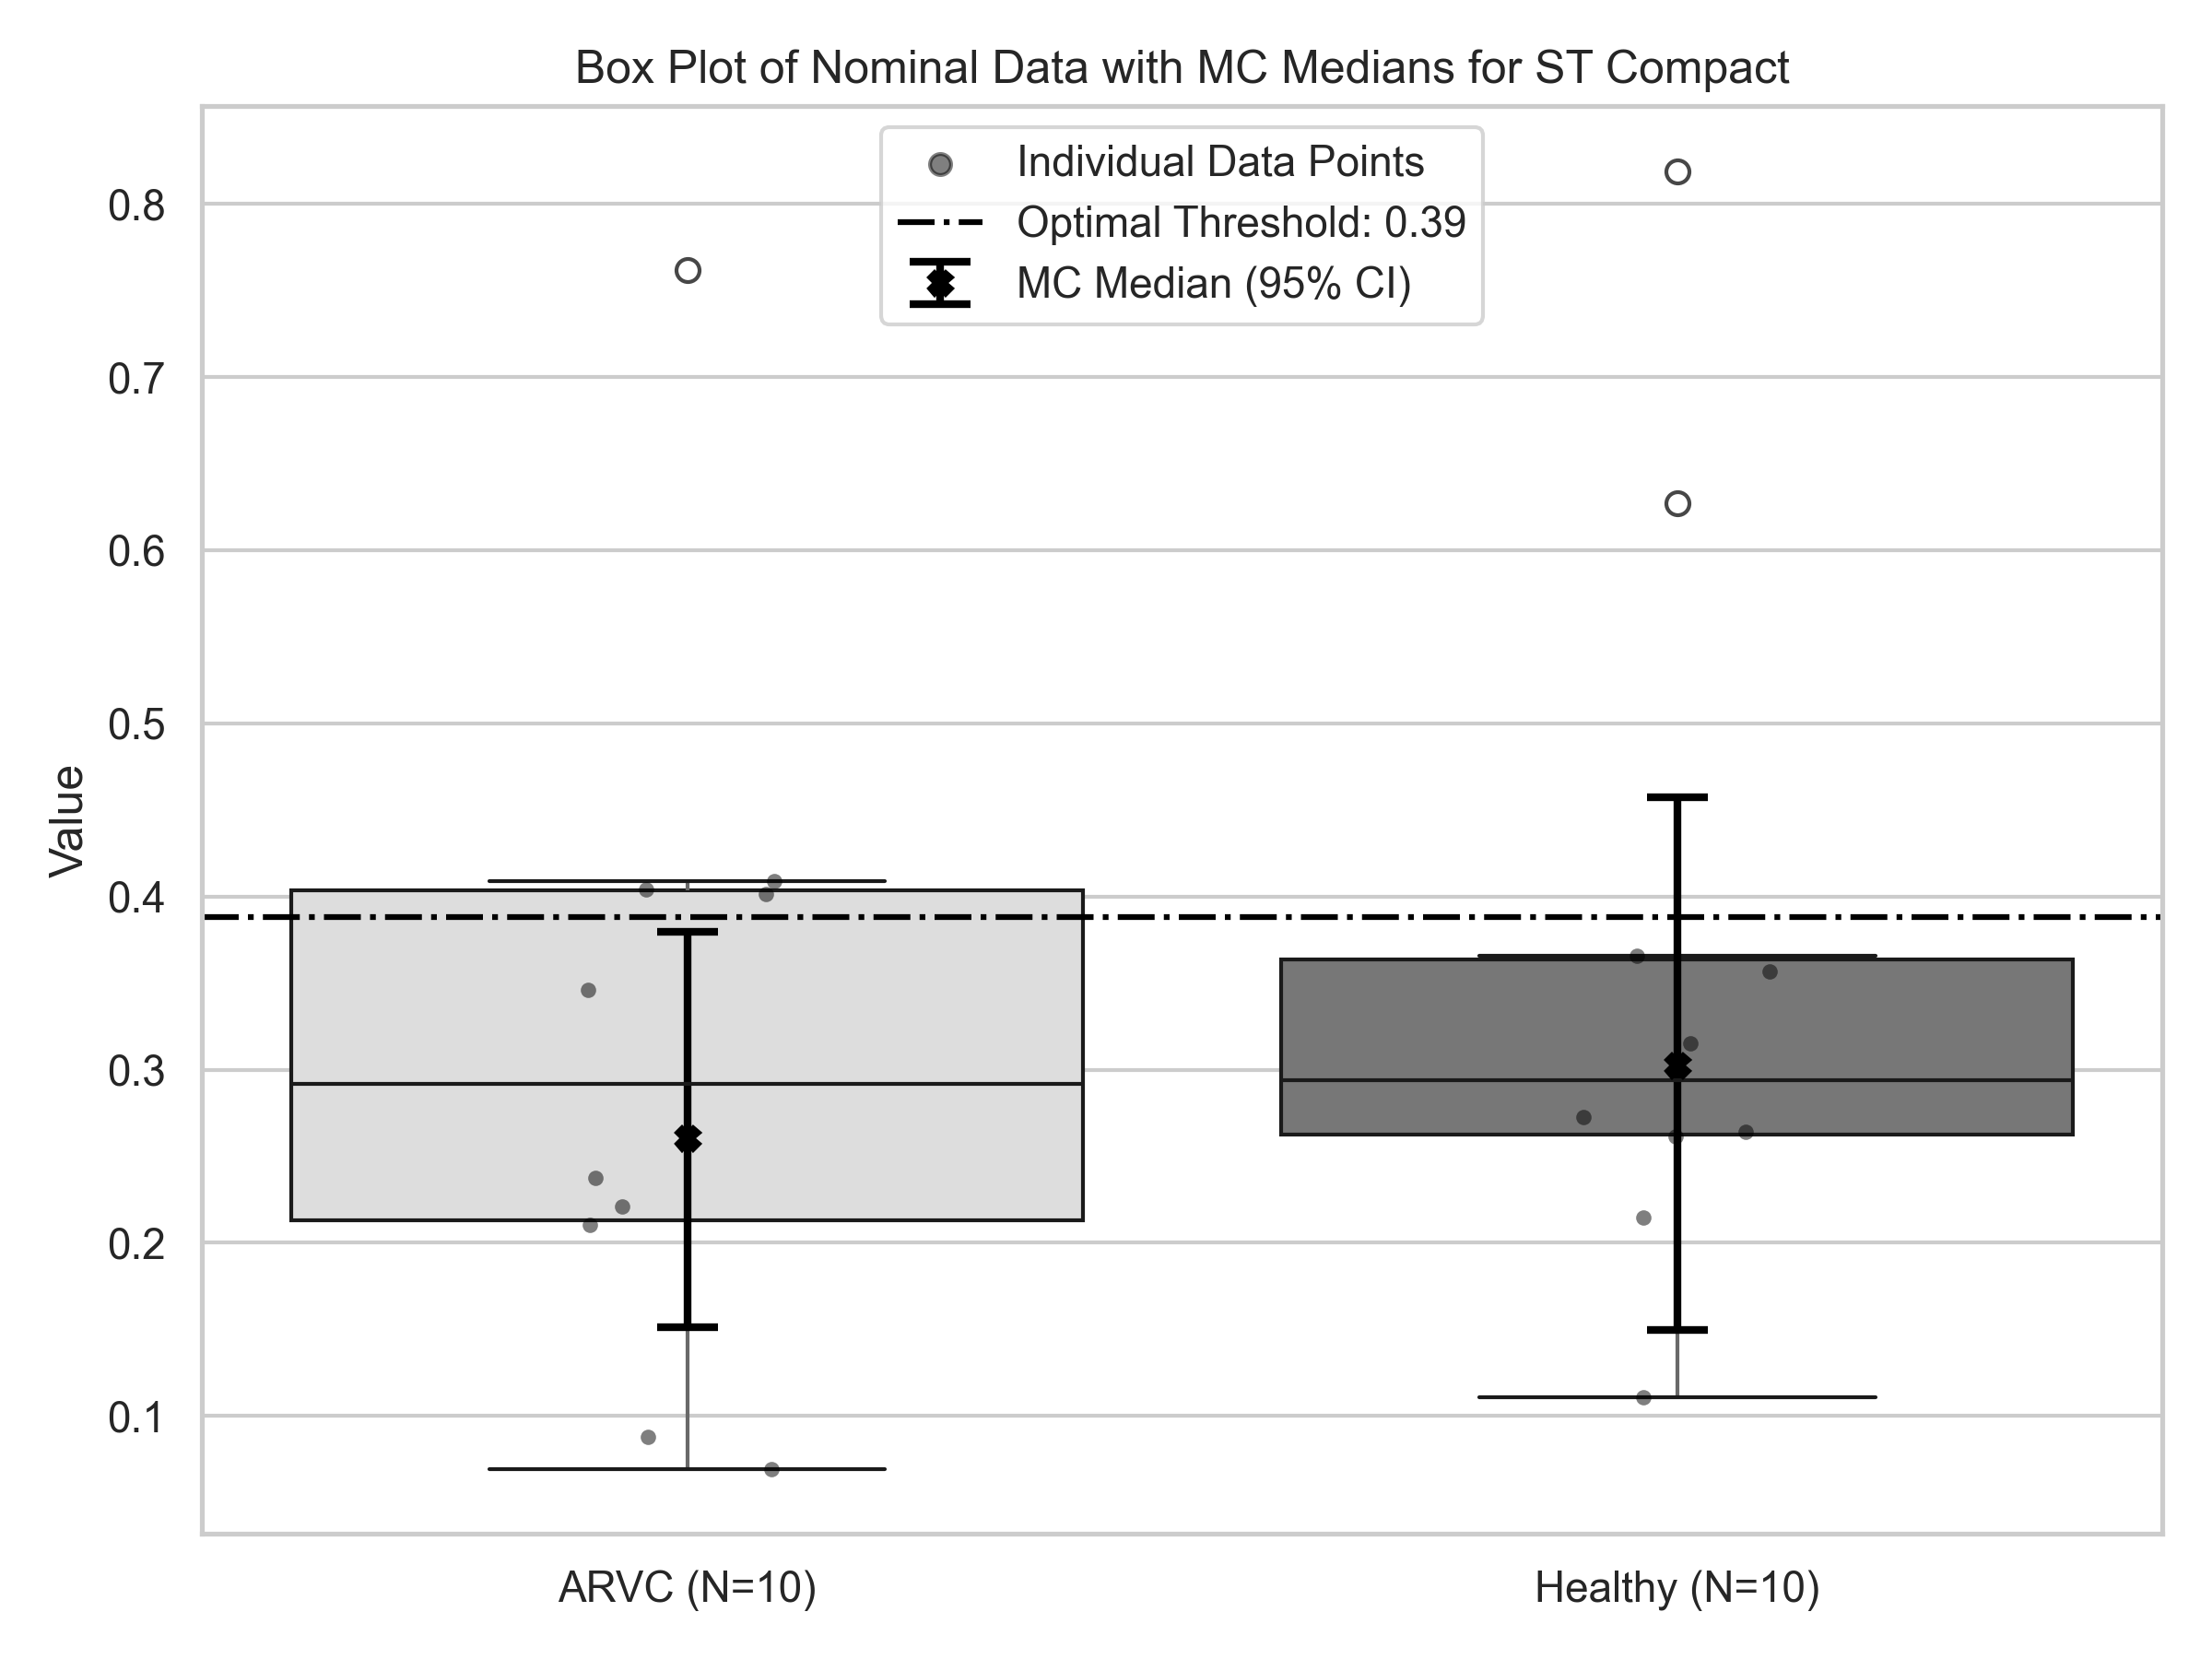 Box Plot of Nominal Data with MC Medians for ST Compact
Individual Data Points
Optimal Threshold: 0.39
MC Median (95% CI)
0.8
0.7
0.6
0.5
0.4
0.3
0.2
0.1
Value
ARVC (N=10)
Healthy (N=10)